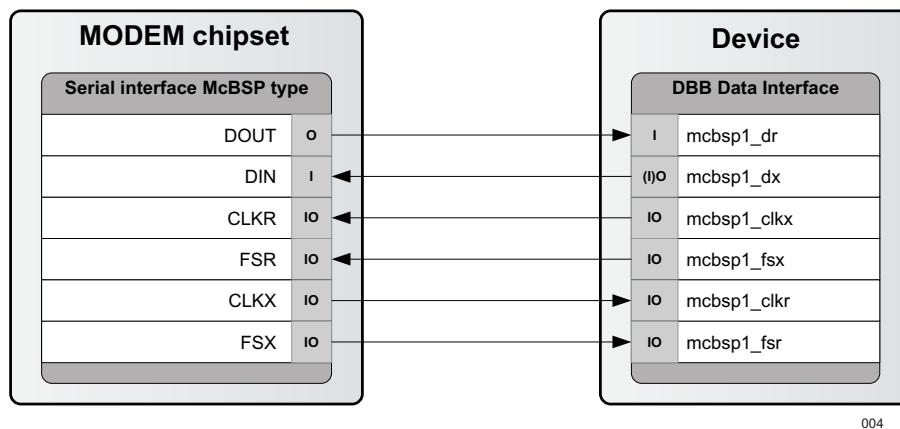 MODEM chipset Device
Serial interface McBSP type DBB Data Interface
DOUT O I mcbsp1_dr
DIN I (I)O mcbsp1_dx
CLKR IO IO mcbsp1_clkx
FSR IO IO mcbsp1_fsx
CLKX IO IO mcbsp1_clkr
FSX IO IO mcbsp1_fsr
004